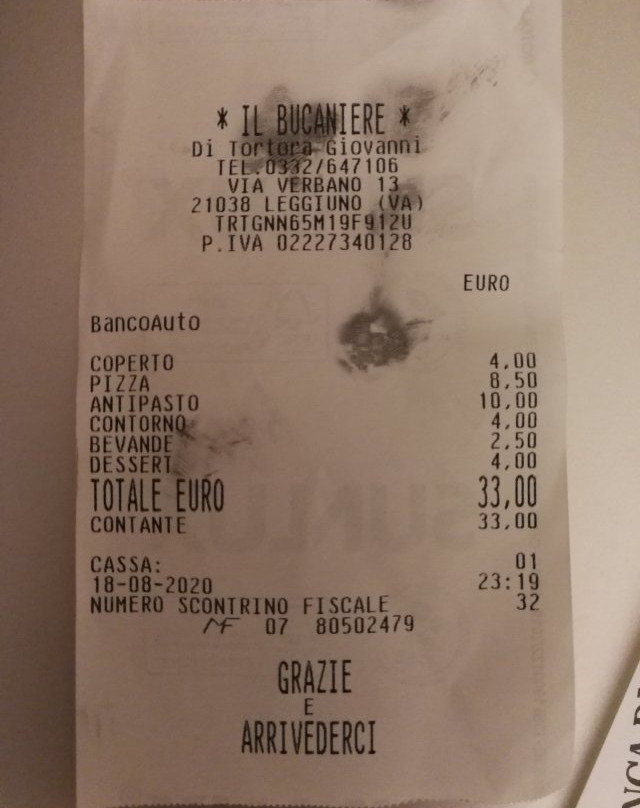 * IL BUCANIERE *
Di Tortora Giovanni
TEL.0332/647106
VIA VERBANO 13
21038 LEGGIUNO (VA)
TRTGNN65M19F912U
P.IVA 02227340128
EURO
BancoAuto
COPERTO 4,00
PIZZA 8,50
ANTIPASTO 10,00
CONTORNO 4,00
BEVANDE 2,50
DESSERT 4,00
TOTALE EURO 33,00
CONTANTE 33,00
CASSA: 01
18-08-2020 23:19
NUMERO SCONTRINO FISCALE 32
MF 07 80502479
GRAZIE
E
ARRIVEDERCI